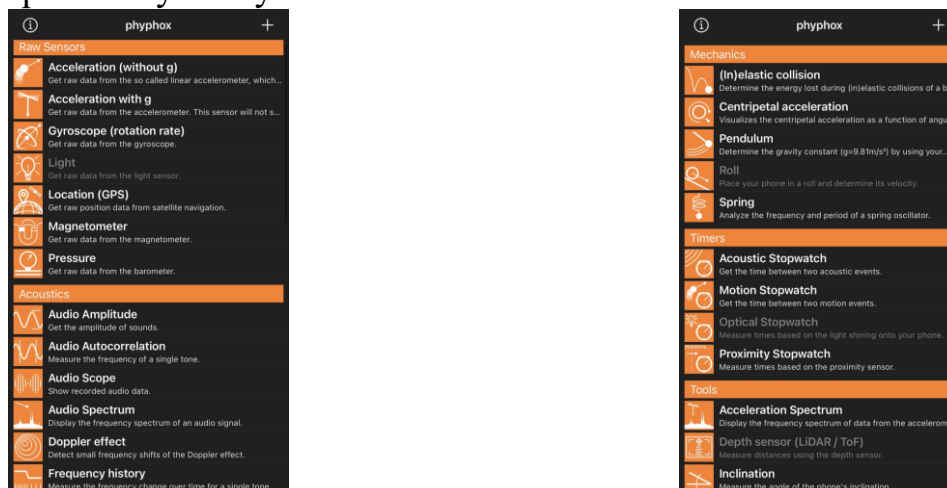 phyphox
Raw Sensors
Acceleration (without g)
Get raw data from the so called linear accelerometer, which...
Acceleration with g
Get raw data from the accelerometer. This sensor will not s...
Gyroscope (rotation rate)
Get raw data from the gyroscope.
Light
Get raw data from the light sensor.
Location (GPS)
Get raw position data from satellite navigation.
Magnetometer
Get raw data from the magnetometer.
Pressure
Get raw data from the barometer.
Acoustics
Audio Amplitude
Get the amplitude of sounds.
Audio Autocorrelation
Measure the frequency of a single tone.
Audio Scope
Show recorded audio data.
Audio Spectrum
Display the frequency spectrum of an audio signal.
Doppler effect
Detect small frequency shifts of the Doppler effect.
Frequency history
Measure the frequency change over time for a single tone
phyphox
Mechanics
(In)elastic collision
Determine the energy lost during (in)elastic collisions of a b
Centripetal acceleration
Visualizes the centripetal acceleration as a function of angu
Pendulum
Determine the gravity constant (g=9.81m/s²) by using your...
Roll
Place your phone in a roll and determine its velocity.
Spring
Analyze the frequency and period of a spring oscillator.
Timers
Acoustic Stopwatch
Get the time between two acoustic events.
Motion Stopwatch
Get the time between two motion events.
Optical Stopwatch
Measure times based on the light shining onto your phone.
Proximity Stopwatch
Measure times based on the proximity sensor.
Tools
Acceleration Spectrum
Display the frequency spectrum of data from the accelerom
Depth sensor (LiDAR / ToF)
Measure distances using the depth sensor.
Inclination
Measure the angle of the phone's inclination